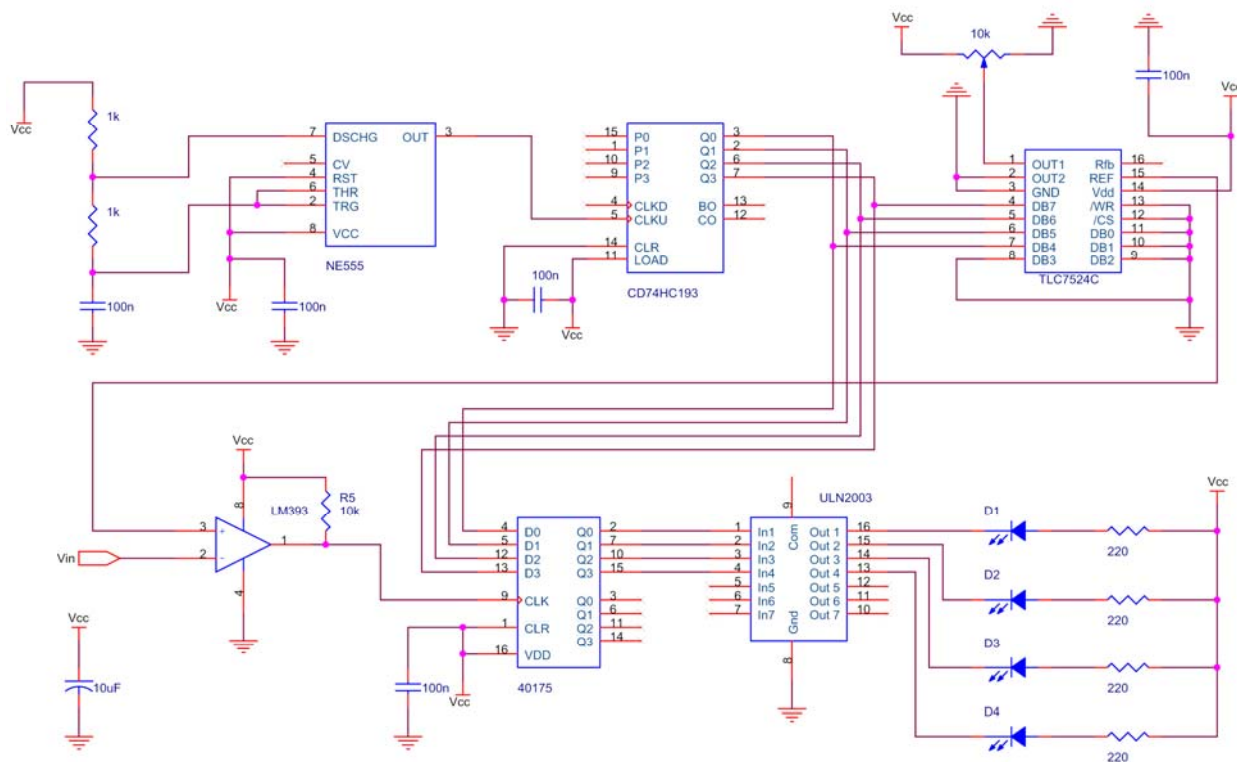 Vcc
10k
100n
Vcc
Vcc
1k
1k
100n
7 DSCHG OUT 3
5 CV
4 RST
6 THR
2 TRG
8 VCC
NE555
Vcc
100n
15 P0 Q0 3
1 P1 Q1 2
10 P2 Q2 6
9 P3 Q3 7
4 CLKD BO 13
5 CLKU CO 12
14 CLR
11 LOAD
CD74HC193
100n
Vcc
1 OUT1 Rfb 16
2 OUT2 REF 15
3 GND Vdd 14
4 DB7 /WR 13
5 DB6 /CS 12
6 DB5 DB0 11
7 DB4 DB1 10
8 DB3 DB2 9
TLC7524C
Vcc
8
LM393
R5
10k
3 +
2 -
1
4
Vin
Vcc
10uF
4 D0 Q0 2
5 D1 Q1 7
12 D2 Q2 10
13 D3 Q3 15
9 CLK Q0 3
Q1 6
1 CLR Q2 11
Q3 14
16 VDD
40175
100n
Vcc
ULN2003
9
Com
1 In1 Out 1 16
2 In2 Out 2 15
3 In3 Out 3 14
4 In4 Out 4 13
5 In5 Out 5 12
6 In6 Out 6 11
7 In7 Out 7 10
Gnd
8
Vcc
D1
220
D2
220
D3
220
D4
220